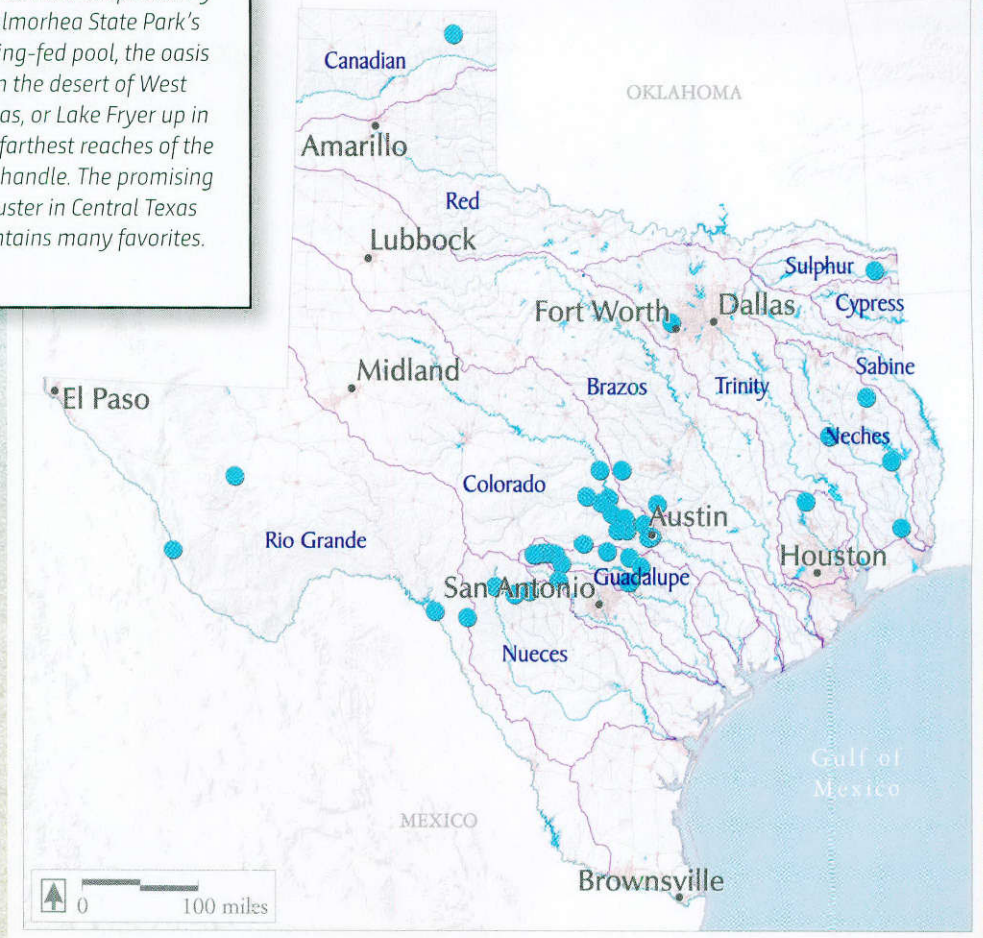 lmorhea State Park's
ing-fed pool, the oasis
n the desert of West
as, or Lake Fryer up in
farthest reaches of the
handle. The promising
uster in Central Texas
ntains many favorites.
Canadian
OKLAHOMA
Amarillo
Red
Lubbock
Sulphur
Fort Worth
Dallas
Cypress
Midland
Sabine
El Paso
Brazos
Trinity
Neches
Colorado
Austin
Rio Grande
Houston
San Antonio
Guadalupe
Nueces
Gulf of
Mexico
MEXICO
Brownsville
0 100 miles